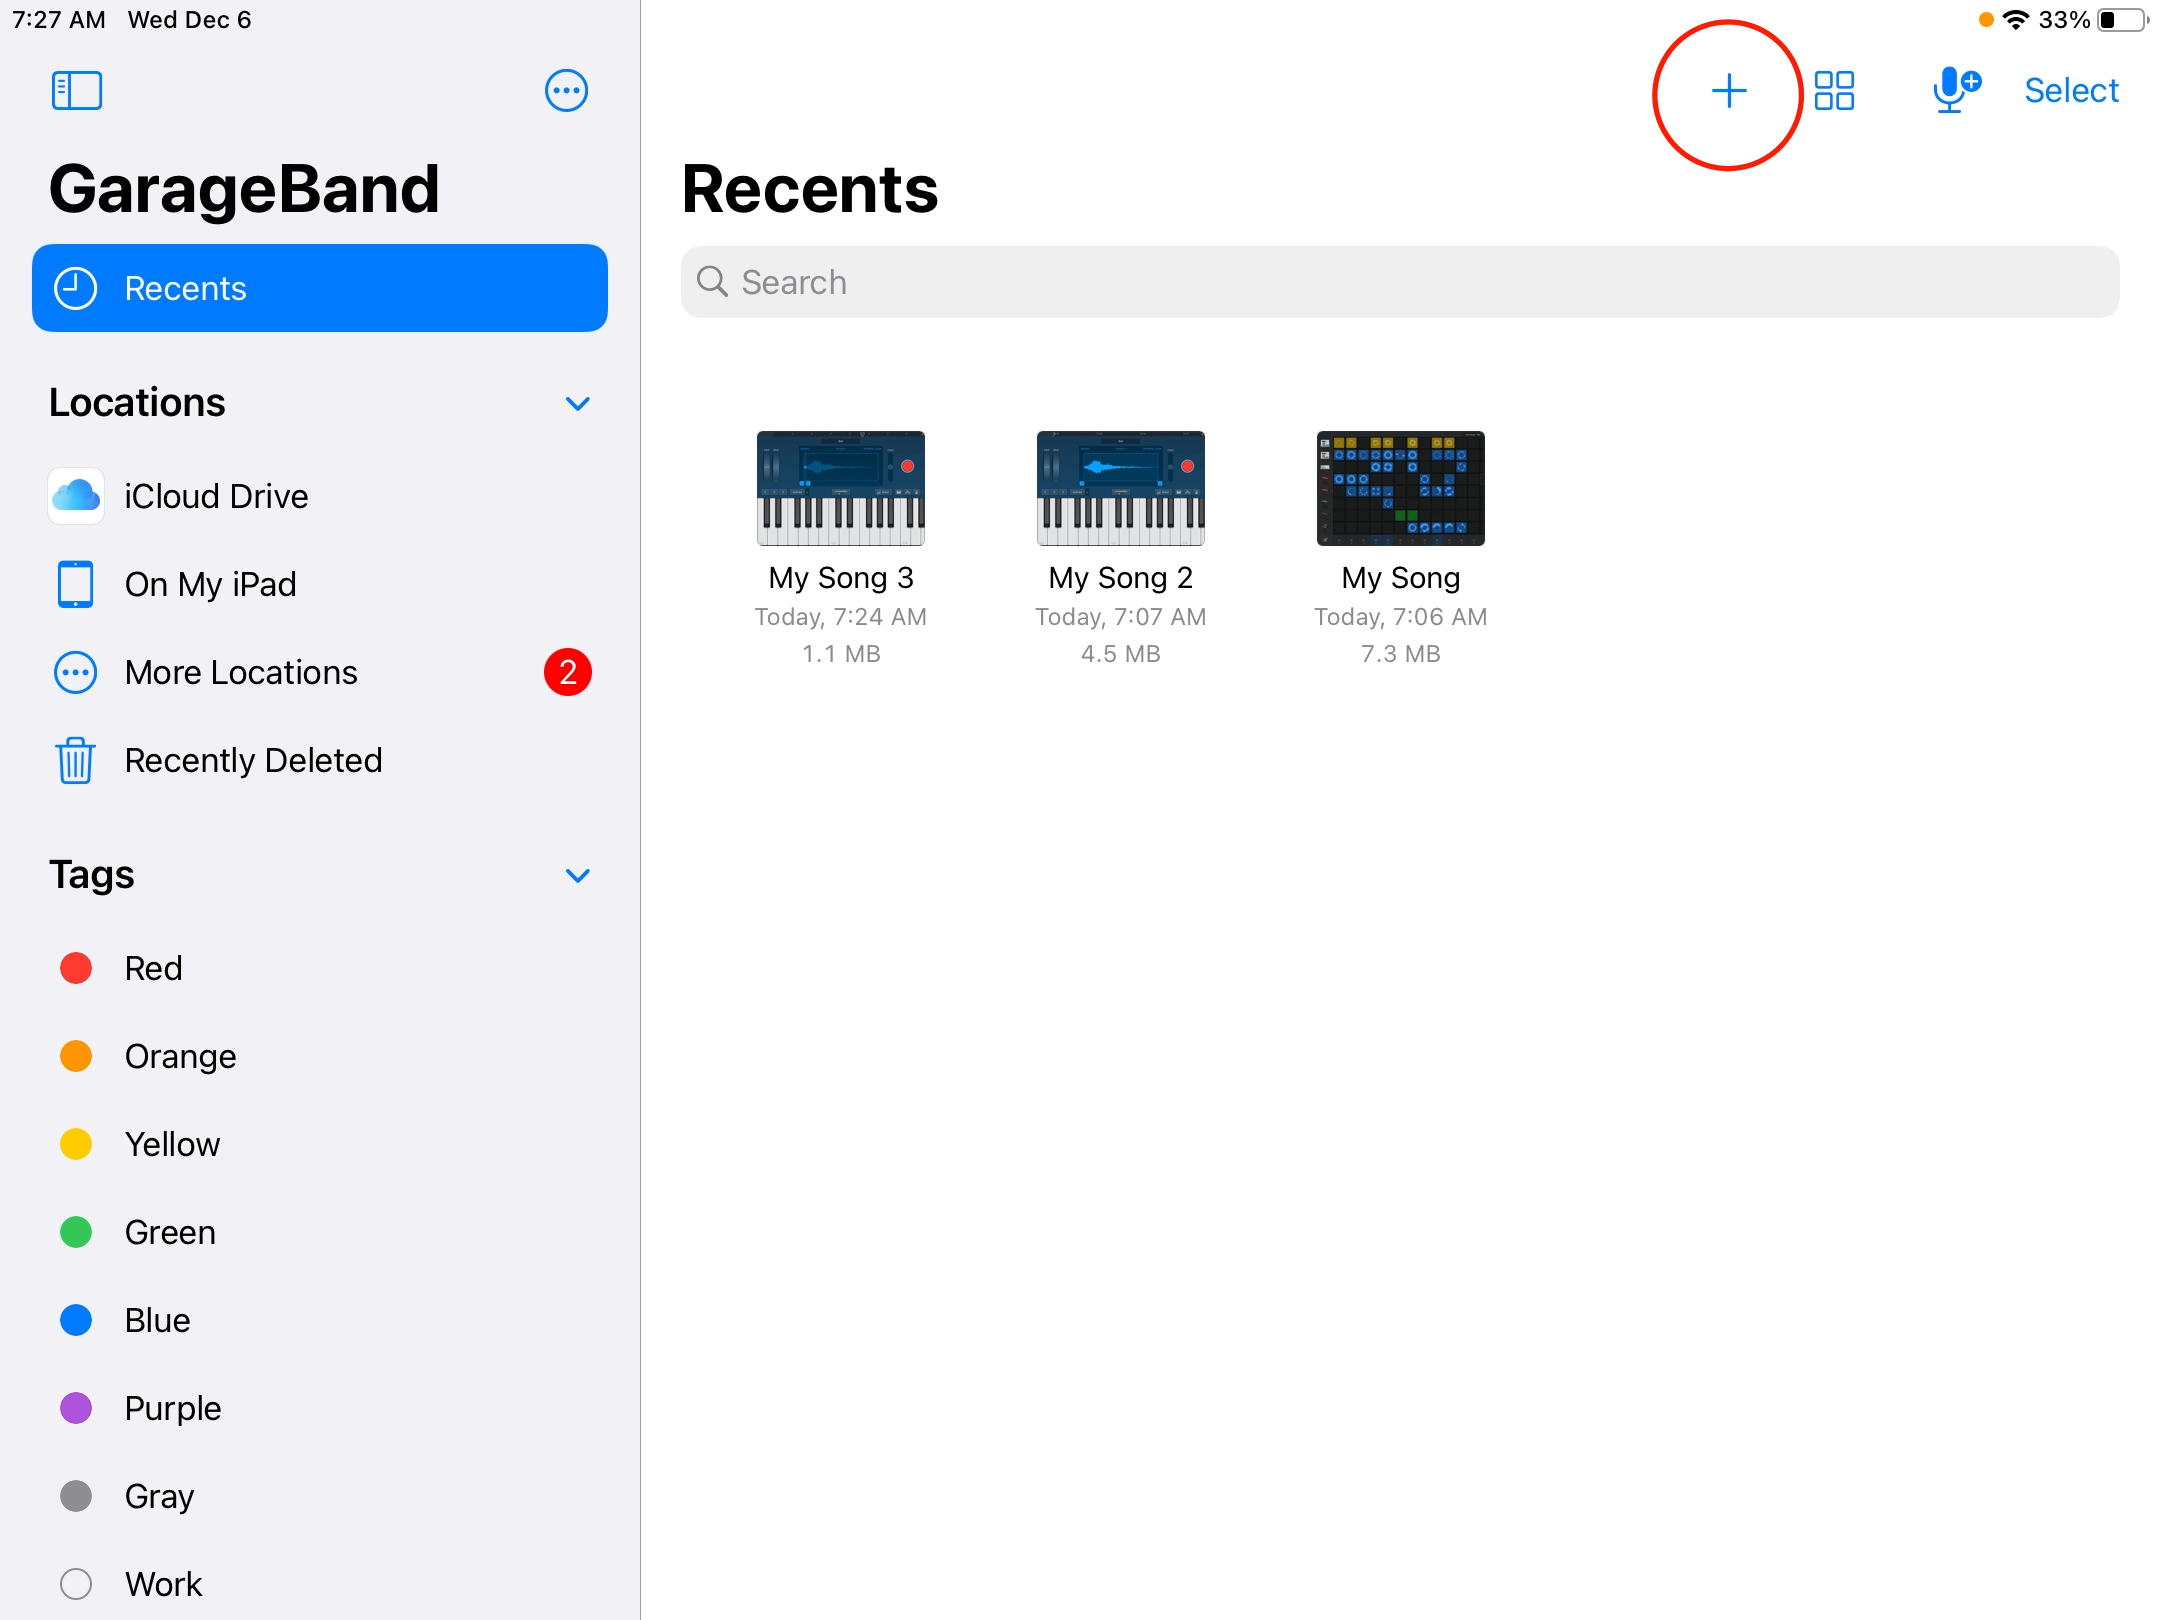 7:27 AM Wed Dec 6
33%
Select
GarageBand
Recents
Locations
iCloud Drive
On My iPad
More Locations
2
Recently Deleted
Tags
Red
Orange
Yellow
Green
Blue
Purple
Gray
Work
Recents
Search
My Song 3
Today, 7:24 AM
1.1 MB
My Song 2
Today, 7:07 AM
4.5 MB
My Song
Today, 7:06 AM
7.3 MB